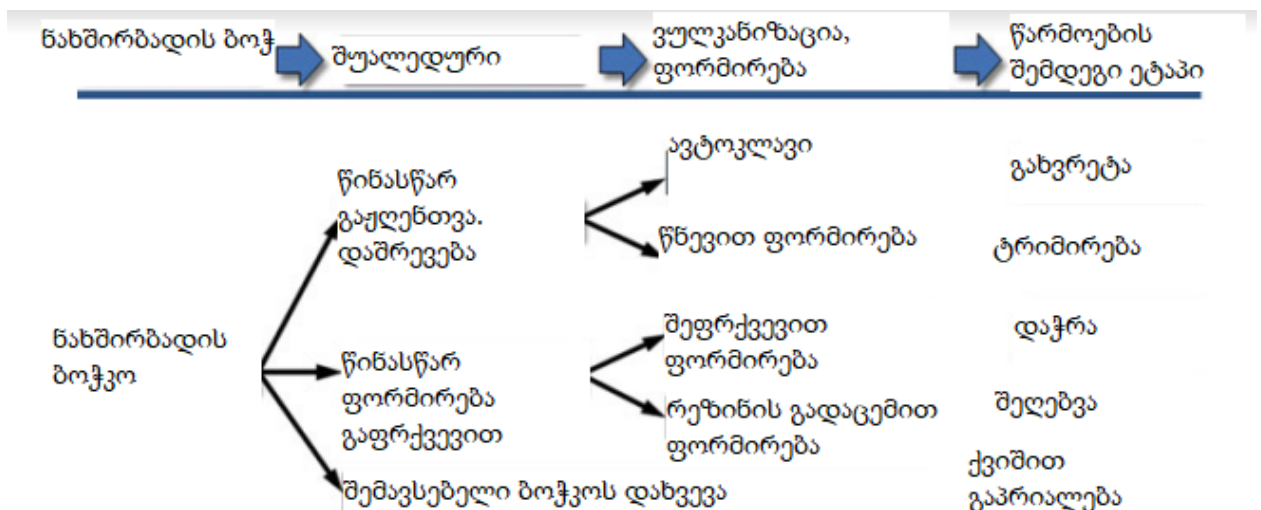 ნახშირბადის ბოჭ
შუალედური
ვულკანიზაცია,
ფორმირება
წარმოების
შემდეგი ეტაპი
წინასწარ
გაჟღენთვა.
დაშრევება
ავტოკლავი
წნევით ფორმირება
გახვრეტა
ტრიმირება
ნახშირბადის
ბოჭკო
წინასწარ
ფორმირება
გაფრქვევით
შეფრქვევით
ფორმირება
რეზინის გადაცემით
ფორმირება
დაჭრა
შეღებვა
შემავსებელი ბოჭკოს დახვევა
ქვიშით
გაპრიალება